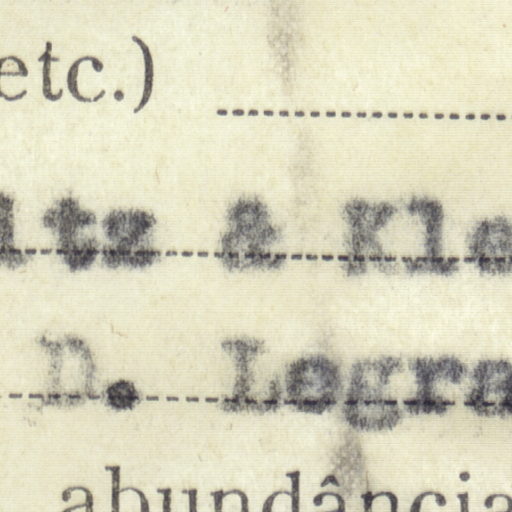 etc.)
ltz & Kle
D. Legra
abundância